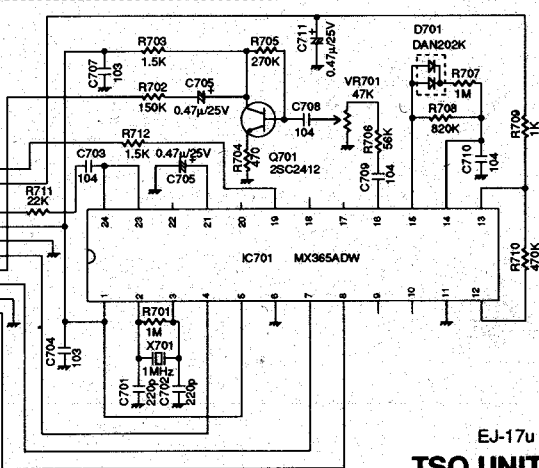 R703
1.5K
C707
103
R702
150K
C705
0.47µ/25V
R705
270K
C711
0.47µ/25V
D701
DAN202K
R707
1M
VR701
47K
C708
104
R708
820K
R709
1K
R712
1.5K
0.47µ/25V
C705
R704
470
Q701
2SC2412
R706
56K
C709
104
C710
104
C703
104
R711
22K
24 23 22 21 20 19 18 17 16 15 14 13
IC701 MX365ADW
R710
470K
1 2 3 4 5 6 7 8 9 10 11 12
R701
1M
X701
1MHz
C704
103
C701
220p
C702
220p
EJ-17u
TSQ UNIT